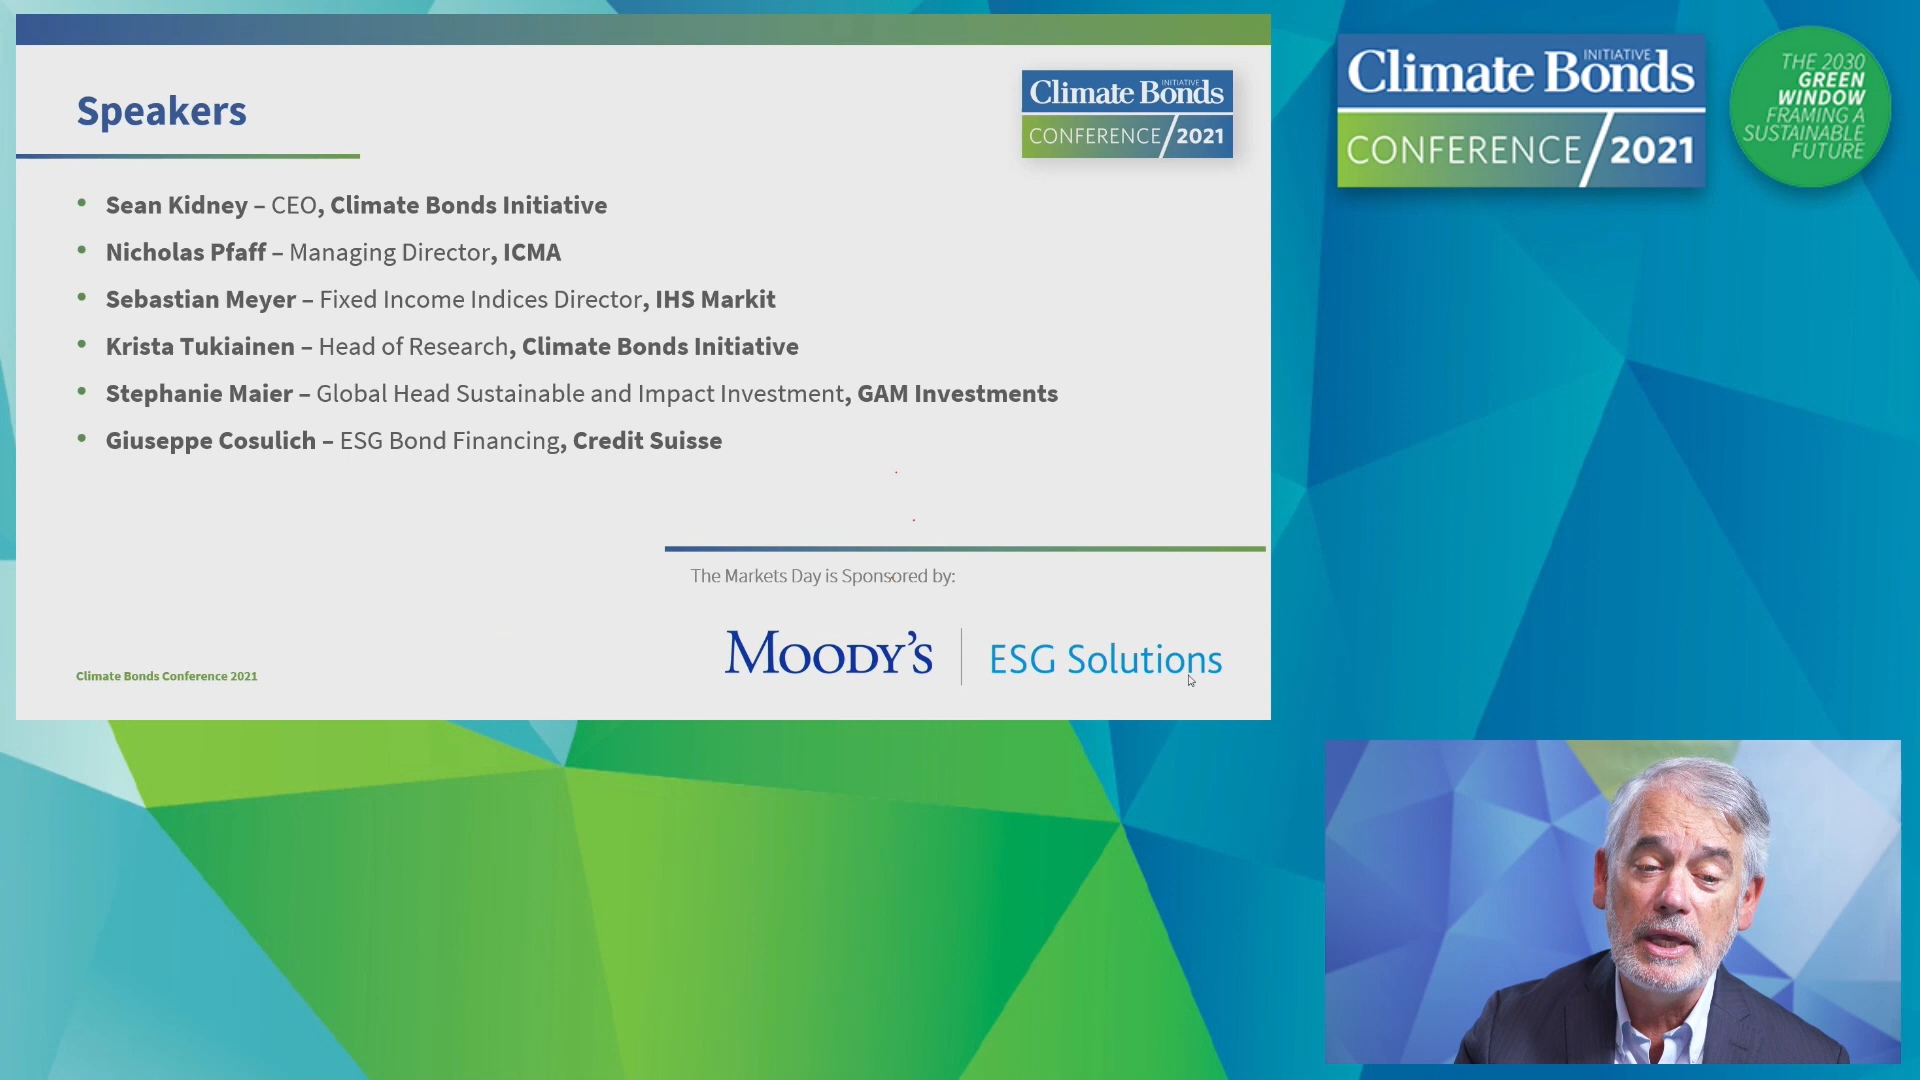 Speakers
Climate Bonds INITIATIVE
CONFERENCE/2021
• Sean Kidney – CEO, Climate Bonds Initiative
• Nicholas Pfaff – Managing Director, ICMA
• Sebastian Meyer – Fixed Income Indices Director, IHS Markit
• Krista Tukiainen – Head of Research, Climate Bonds Initiative
• Stephanie Maier – Global Head Sustainable and Impact Investment, GAM Investments
• Giuseppe Cosulich – ESG Bond Financing, Credit Suisse
The Markets Day is Sponsored by:
MOODY'S | ESG Solutions
Climate Bonds Conference 2021
Climate Bonds INITIATIVE
CONFERENCE/2021
THE 2030
GREEN
WINDOW
FRAMING A
SUSTAINABLE
FUTURE